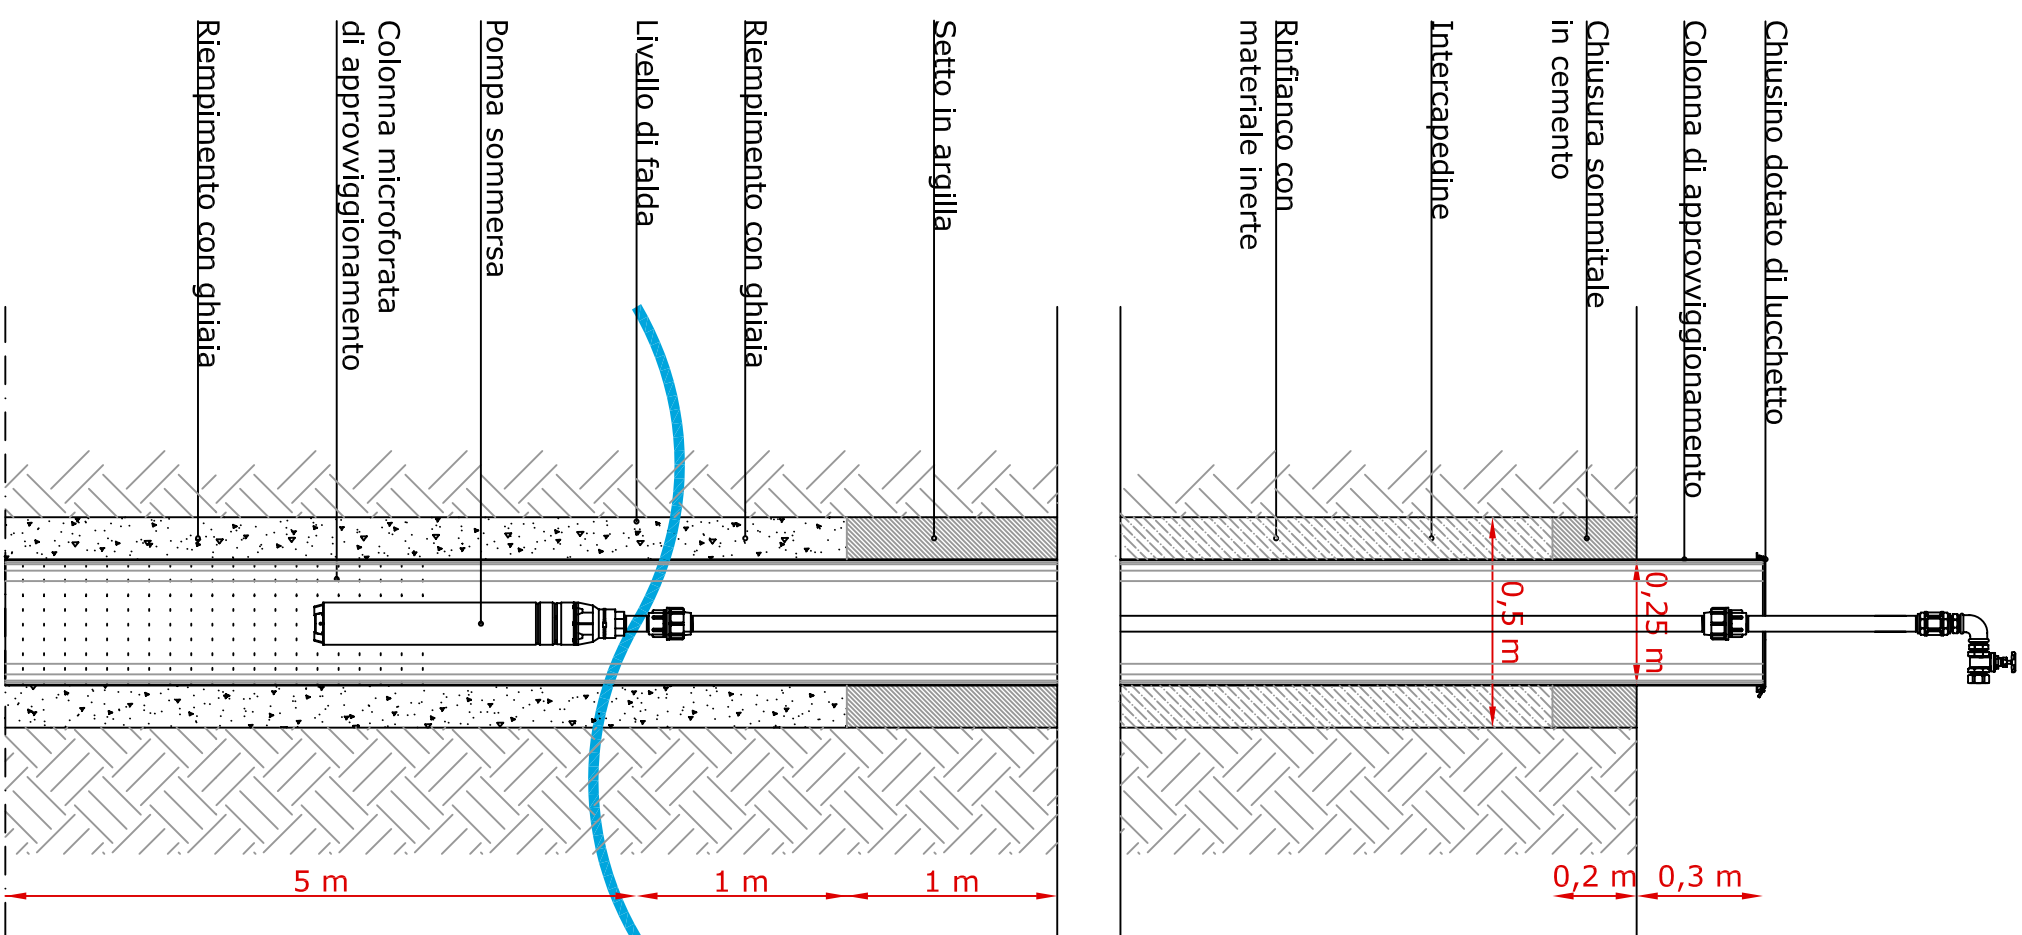 Chiusino dotato di lucchetto
Colonna di approvviggionamento
Chiusura sommitale
in cemento
Intercapedine
Rinfianco con
materiale inerte
Setto in argilla
Riempimento con ghiaia
Livello di falda
Pompa sommersa
Colonna microforata
di approvviggionamento
Riempimento con ghiaia
0,25 m
0,5 m
5 m
1 m
1 m
0,2 m
0,3 m